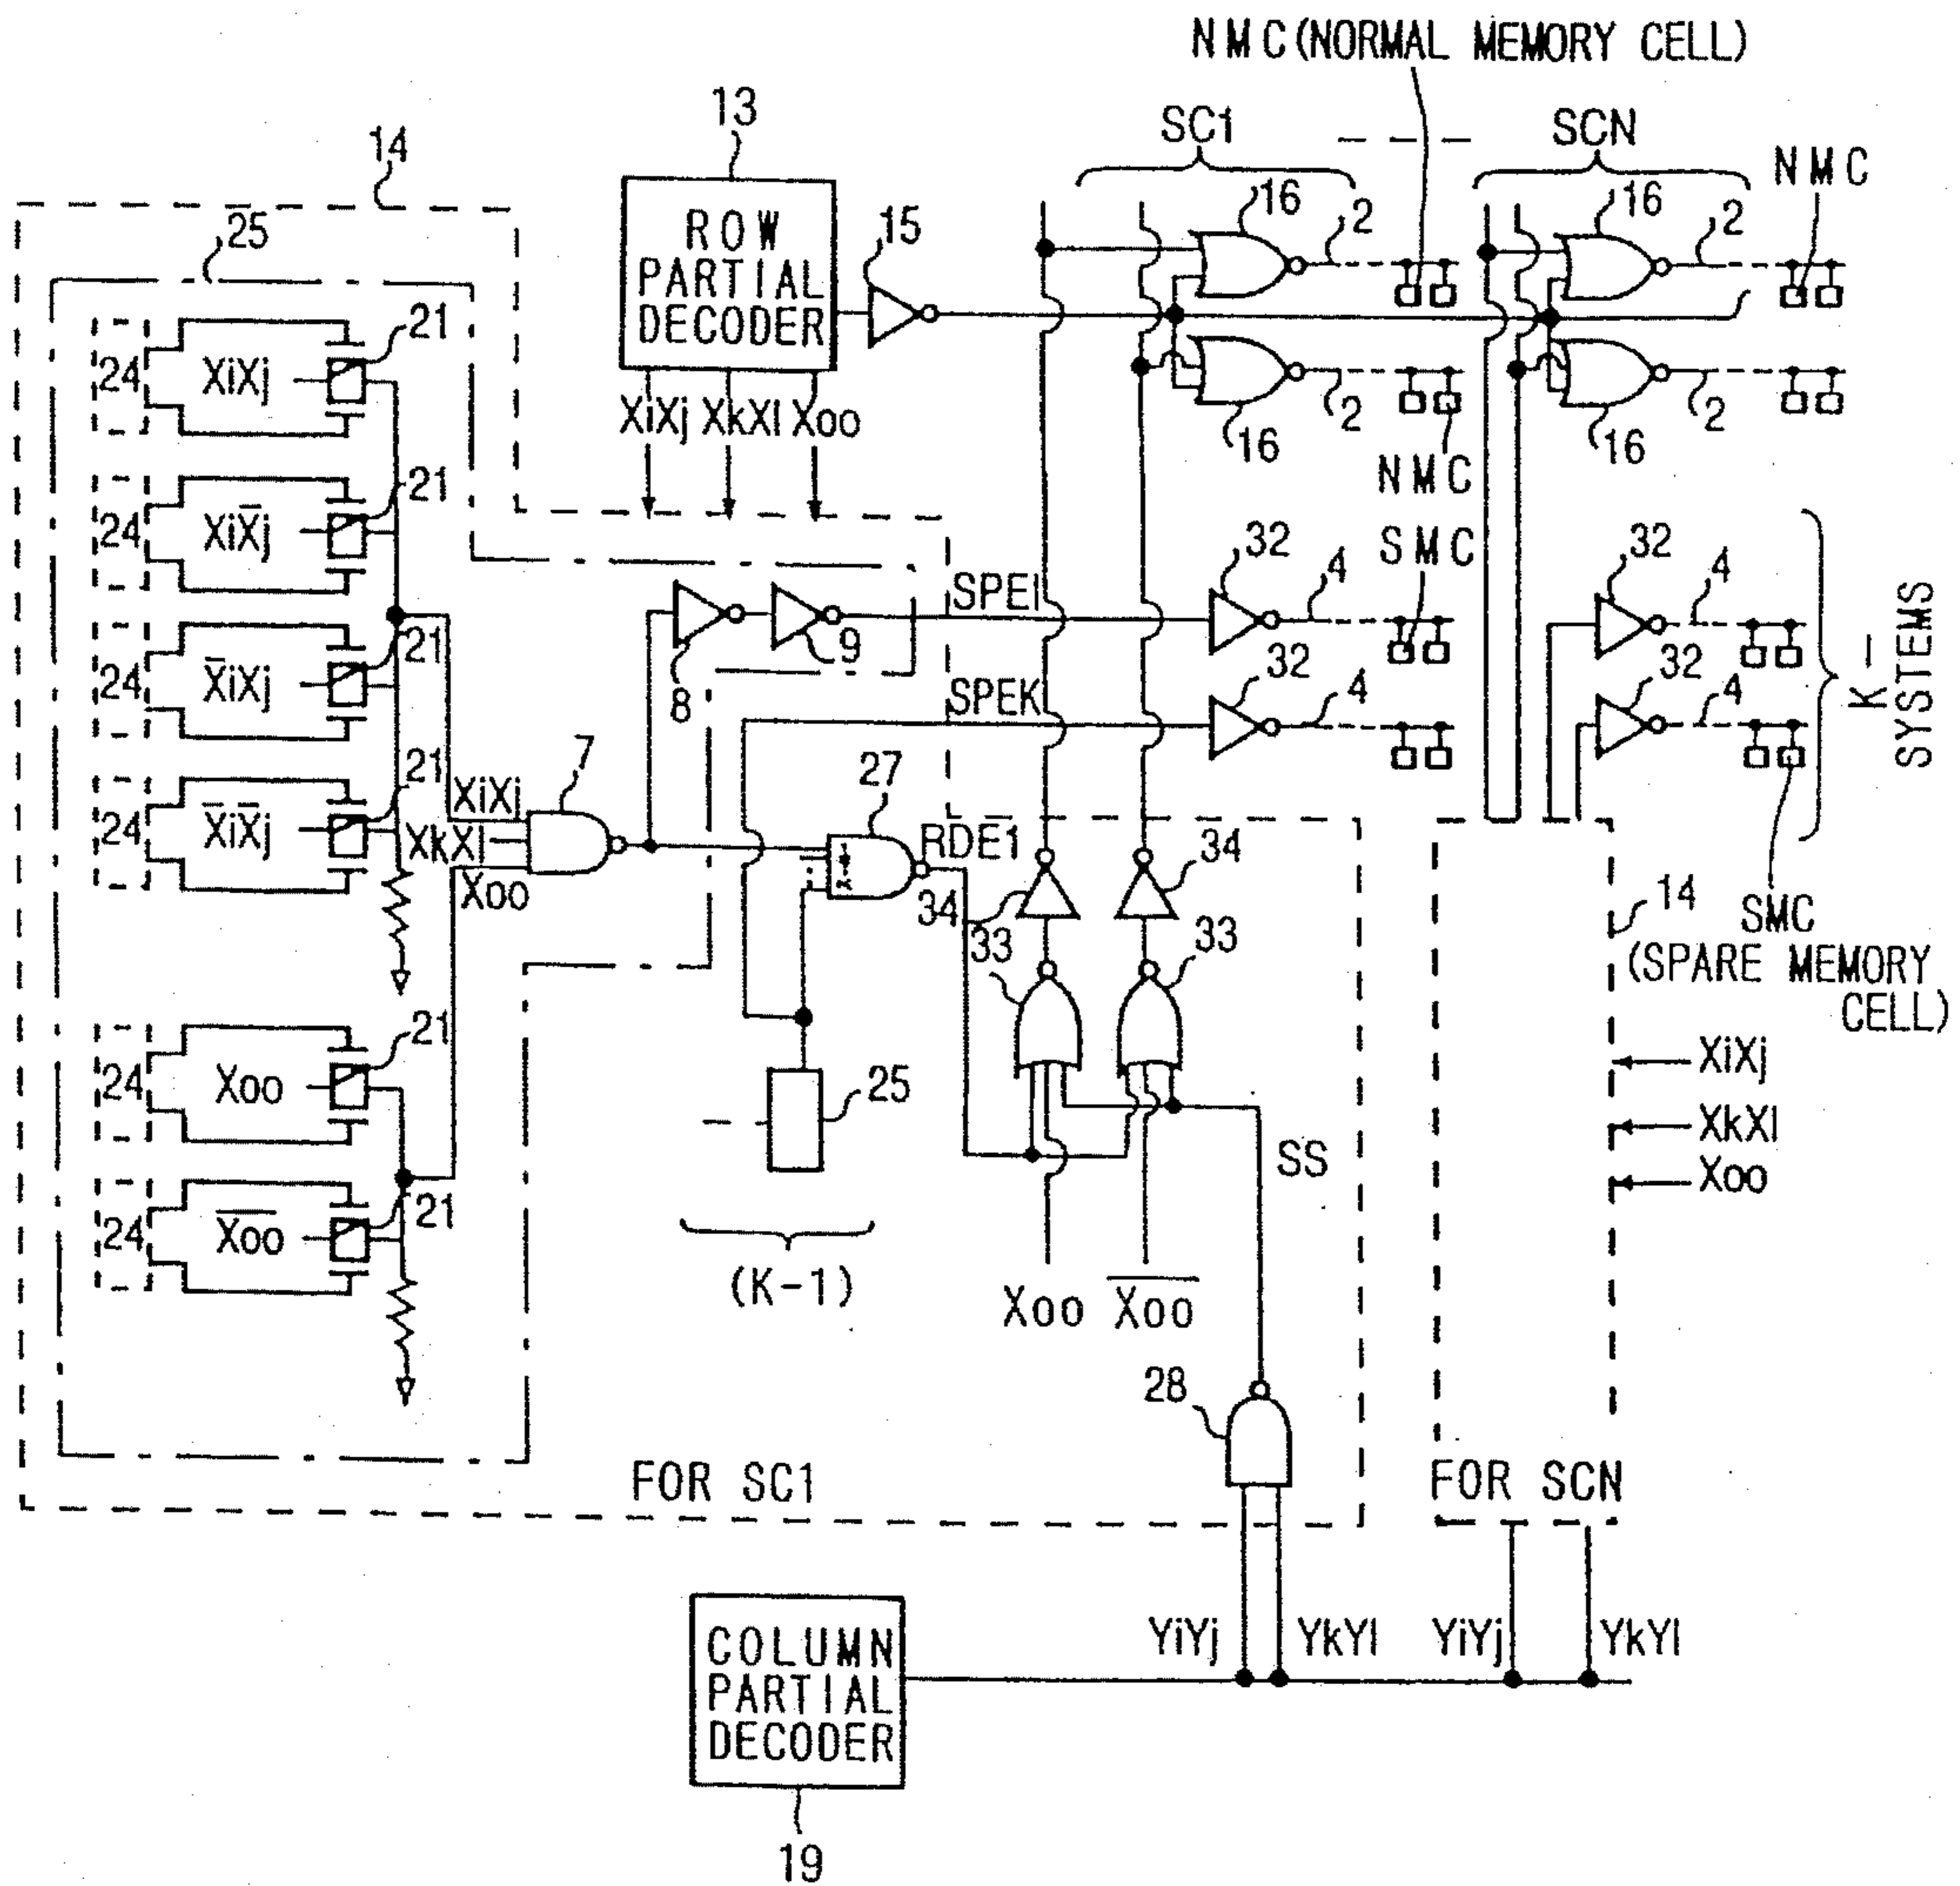 NMC(NORMAL MEMORY CELL)
13
14
SC1
SCN
NMC
25
ROW
PARTIAL
DECODER
15
16
2
16
2
24
XiXj
21
XiXj XkXl Xoo
16
2
NMC
16
2
24
XiX̄j
21
SMC
32
4
32
4
SPEI
24
X̄iXj
21
8
9
32
4
32
4
SPEK
K-
SYSTEMS
24
X̄iX̄j
21
XiXj
XkXl
Xoo
7
27
RDE1
34
34
33
33
14
SMC
(SPARE MEMORY
CELL)
24
Xoo
21
25
XiXj
XkXl
Xoo
SS
24
X̅o̅o̅
21
(K-1)
Xoo
X̅o̅o̅
28
FOR SC1
FOR SCN
COLUMN
PARTIAL
DECODER
YiYj
YkYl
YiYj
YkYl
19